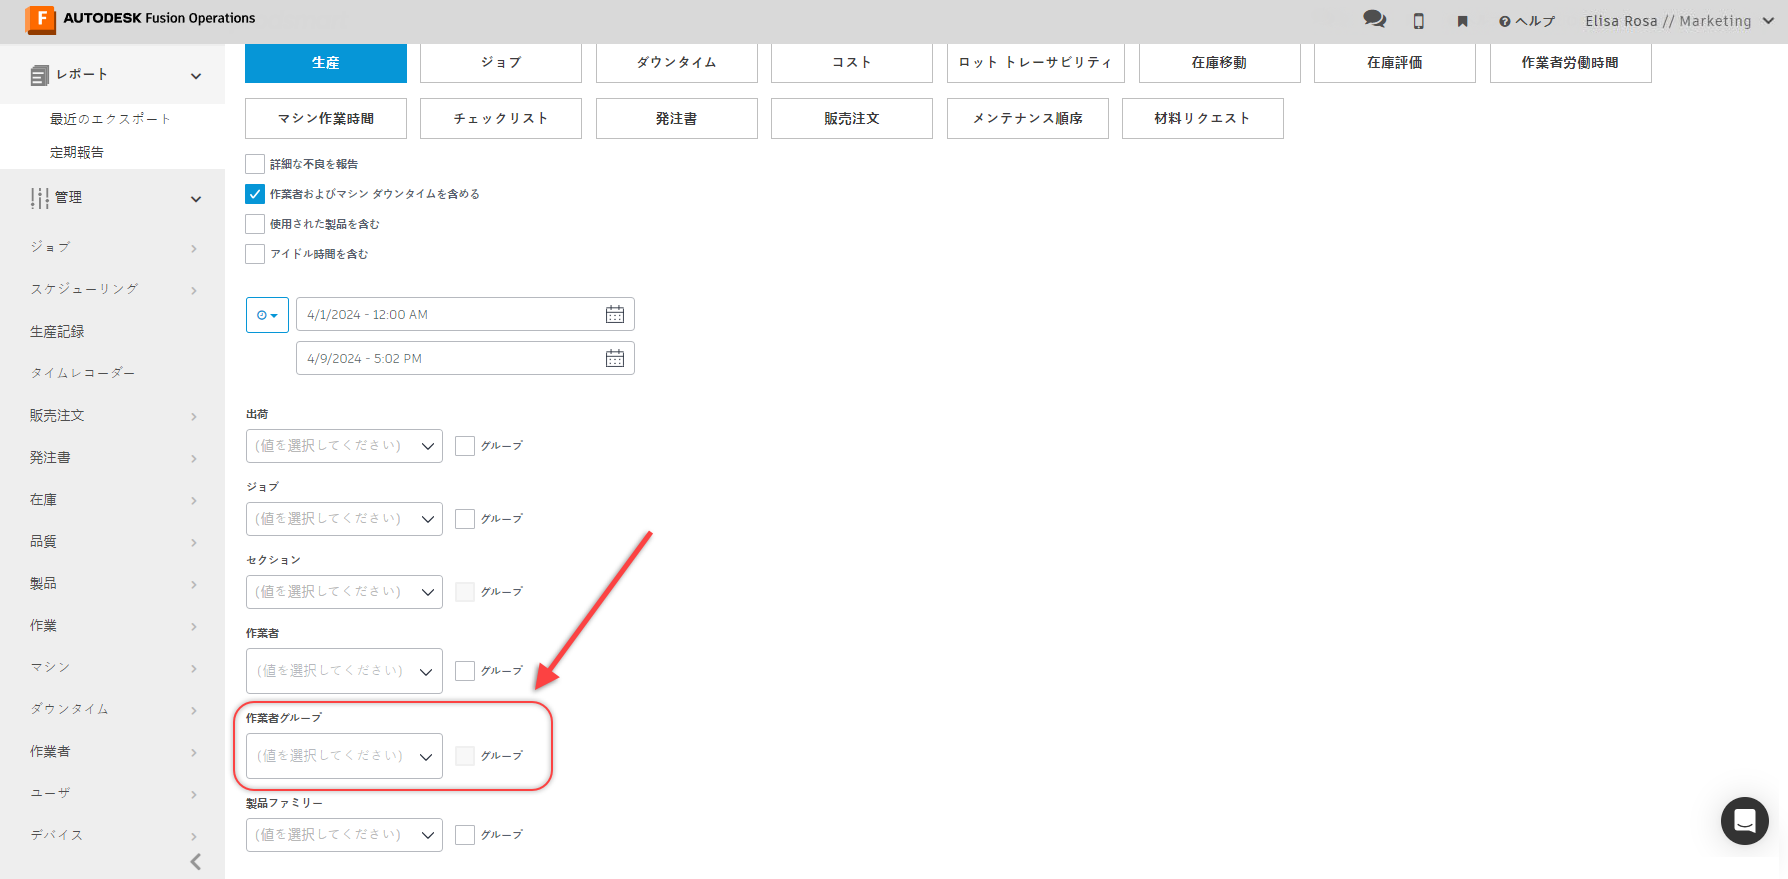 F AUTODESK Fusion Operations
ヘルプ Elisa Rosa // Marketing
レポート
最近のエクスポート
定期報告
管理
ジョブ
スケジューリング
生産記録
タイムレコーダー
販売注文
発注書
在庫
品質
製品
作業
マシン
ダウンタイム
作業者
ユーザ
デバイス
生産 ジョブ ダウンタイム コスト ロット トレーサビリティ 在庫移動 在庫評価 作業者労働時間
マシン作業時間 チェックリスト 発注書 販売注文 メンテナンス順序 材料リクエスト
詳細な不良を報告
作業者およびマシン ダウンタイムを含める
使用された製品を含む
アイドル時間を含む
4/1/2024 - 12:00 AM
4/9/2024 - 5:02 PM
出荷
(値を選択してください) グループ
ジョブ
(値を選択してください) グループ
セクション
(値を選択してください) グループ
作業者
(値を選択してください) グループ
作業者グループ
(値を選択してください) グループ
製品ファミリー
(値を選択してください) グループ